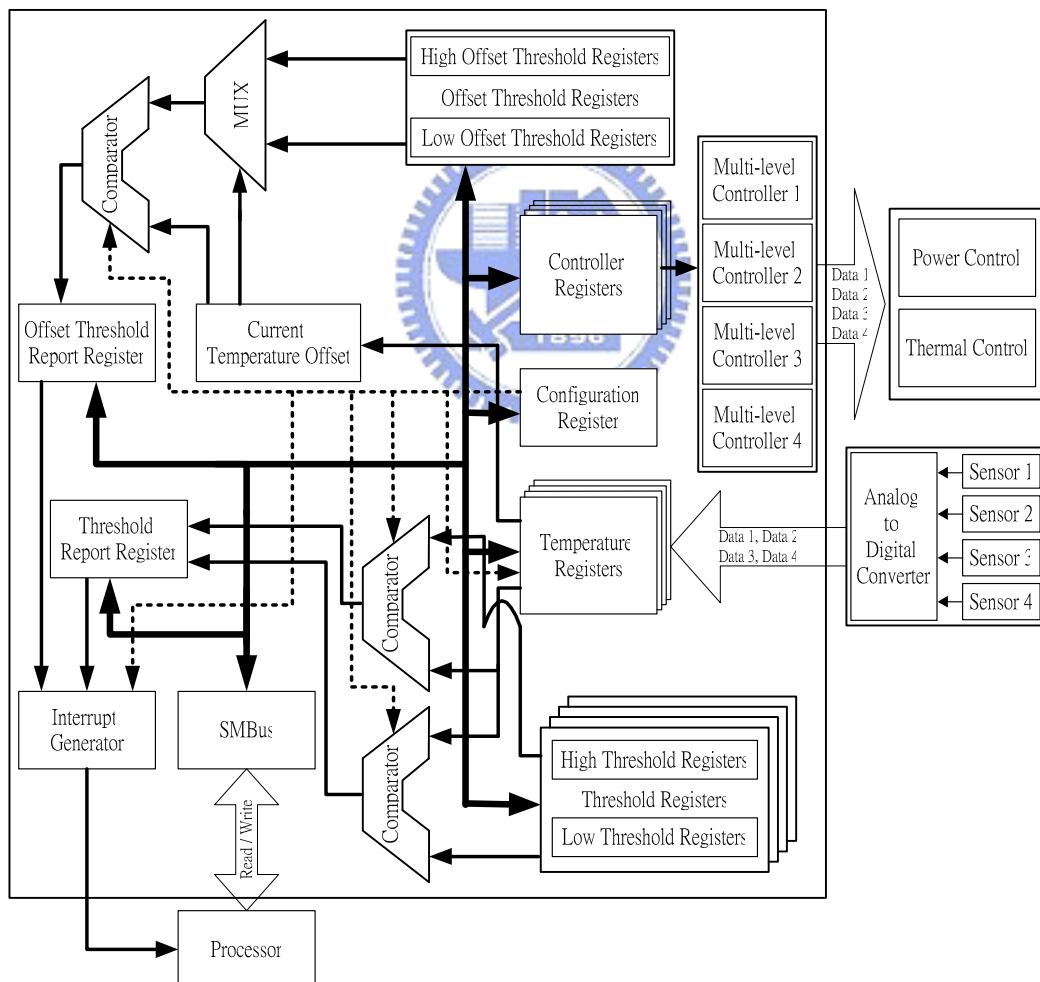 High Offset Threshold Registers
Offset Threshold Registers
Low Offset Threshold Registers
MUX
Comparator
Multi-level
Controller 1
Multi-level
Controller 2
Multi-level
Controller 3
Multi-level
Controller 4
Controller
Registers
Data 1
Data 2
Data 3
Data 4
Power Control
Thermal Control
1896
Offset Threshold
Report Register
Current
Temperature Offset
Configuration
Register
Threshold
Report Register
Comparator
Temperature
Registers
Data 1, Data 2
Data 3, Data 4
Analog
to
Digital
Converter
Sensor 1
Sensor 2
Sensor 3
Sensor 4
Interrupt
Generator
SMBus
Comparator
High Threshold Registers
Threshold Registers
Low Threshold Registers
Read / Write
Processor